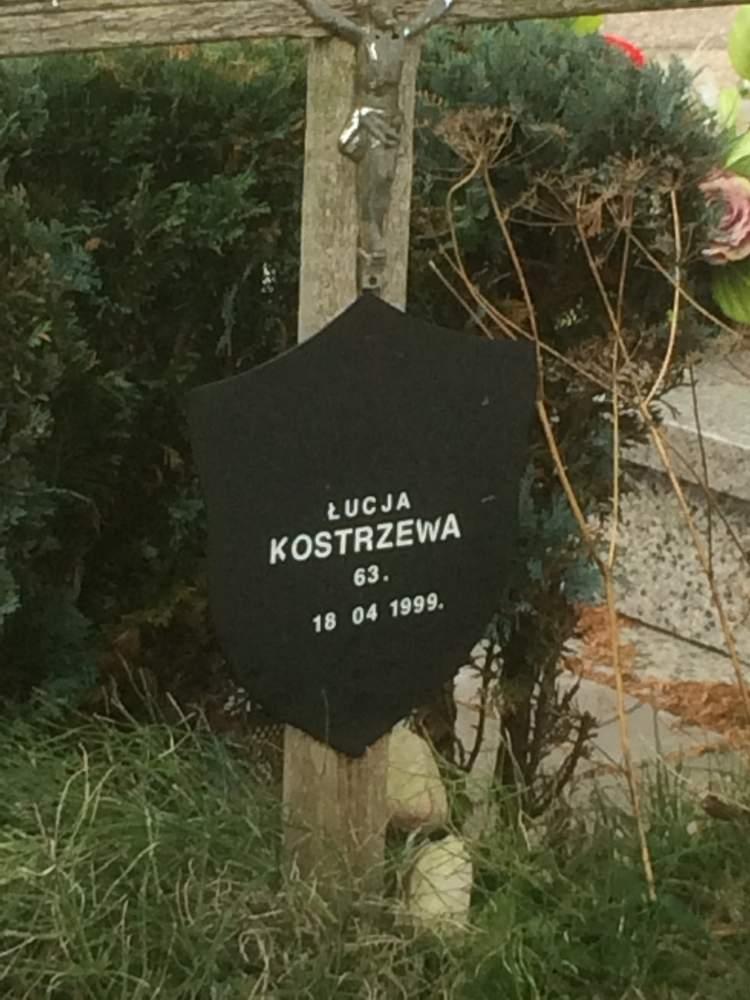 ŁUCJA
KOSTRZEWA
63.
18 04 1999.